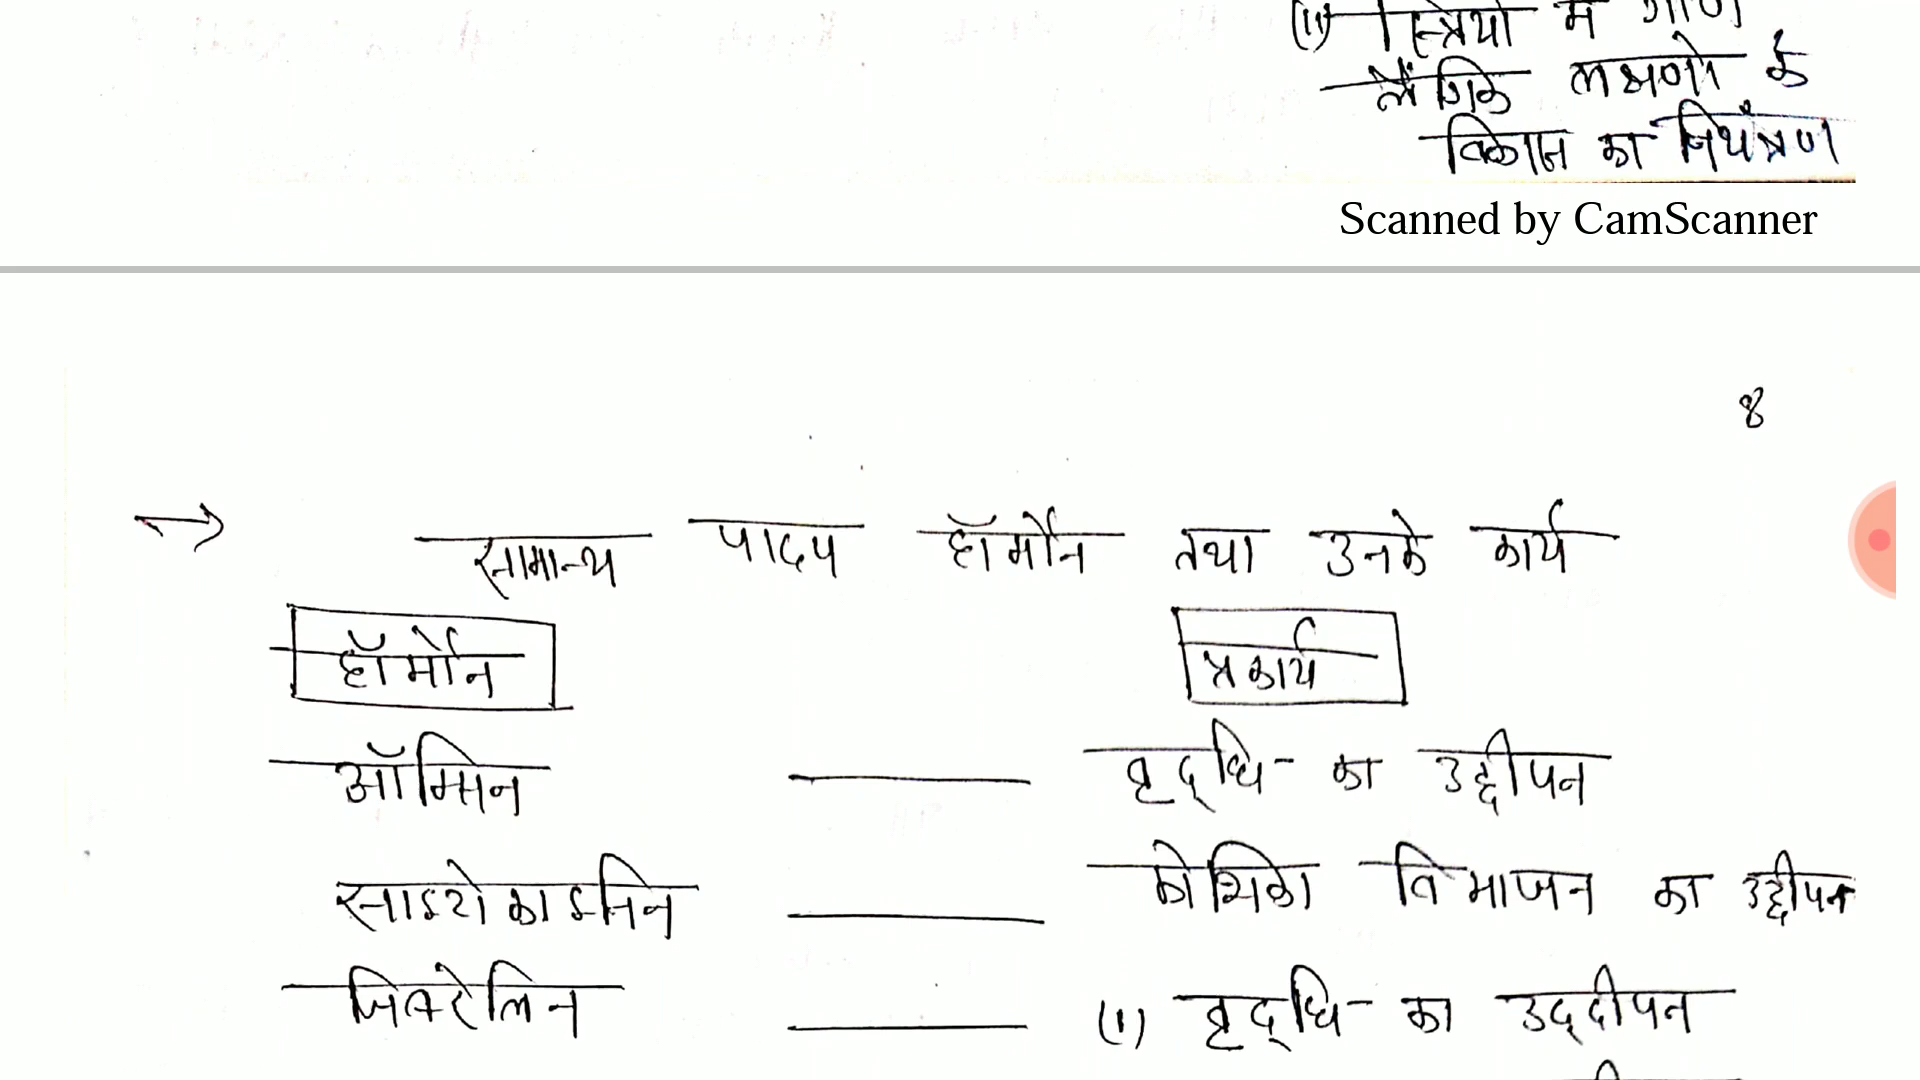 (ii) स्त्रियों में गौण
लैंगिक लक्षणों के
विकास का नियंत्रण
Scanned by CamScanner
8
→ सामान्य पादप हॉर्मोन तथा उनके कार्य
हॉर्मोन प्रकार्य
ऑक्सिन — वृद्धि का उद्दीपन
साइटोकाइनिन — कोशिका विभाजन का उद्दीपन
जिबरेलिन — (i) वृद्धि का उद्दीपन